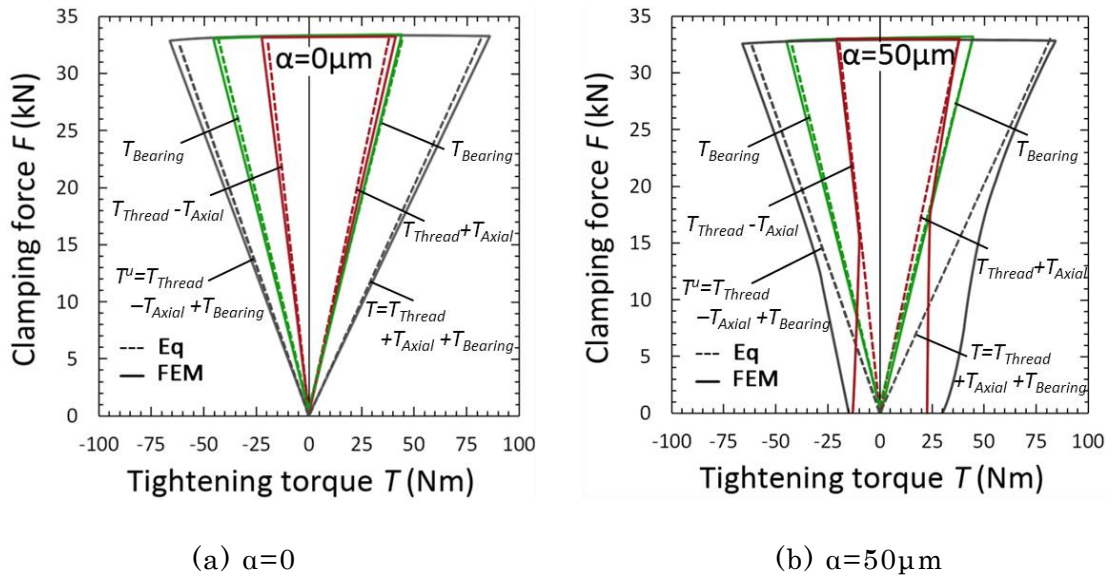 35
30
25
20
15
10
5
0
Clamping force F (kN)
α=0μm
T_Bearing
T_Bearing
T_Thread -T_Axial
T_Thread+T_Axial
T^u=T_Thread
−T_Axial +T_Bearing
T=T_Thread
+T_Axial +T_Bearing
Eq
FEM
-100 -75 -50 -25 0 25 50 75 100
Tightening torque T (Nm)
(a) α=0
35
30
25
20
15
10
5
0
Clamping force F (kN)
α=50μm
T_Bearing
T_Bearing
T_Thread -T_Axial
T_Thread+T_Axial
T^u=T_Thread
−T_Axial +T_Bearing
T=T_Thread
+T_Axial +T_Bearing
Eq
FEM
-100 -75 -50 -25 0 25 50 75 100
Tightening torque T (Nm)
(b) α=50μm